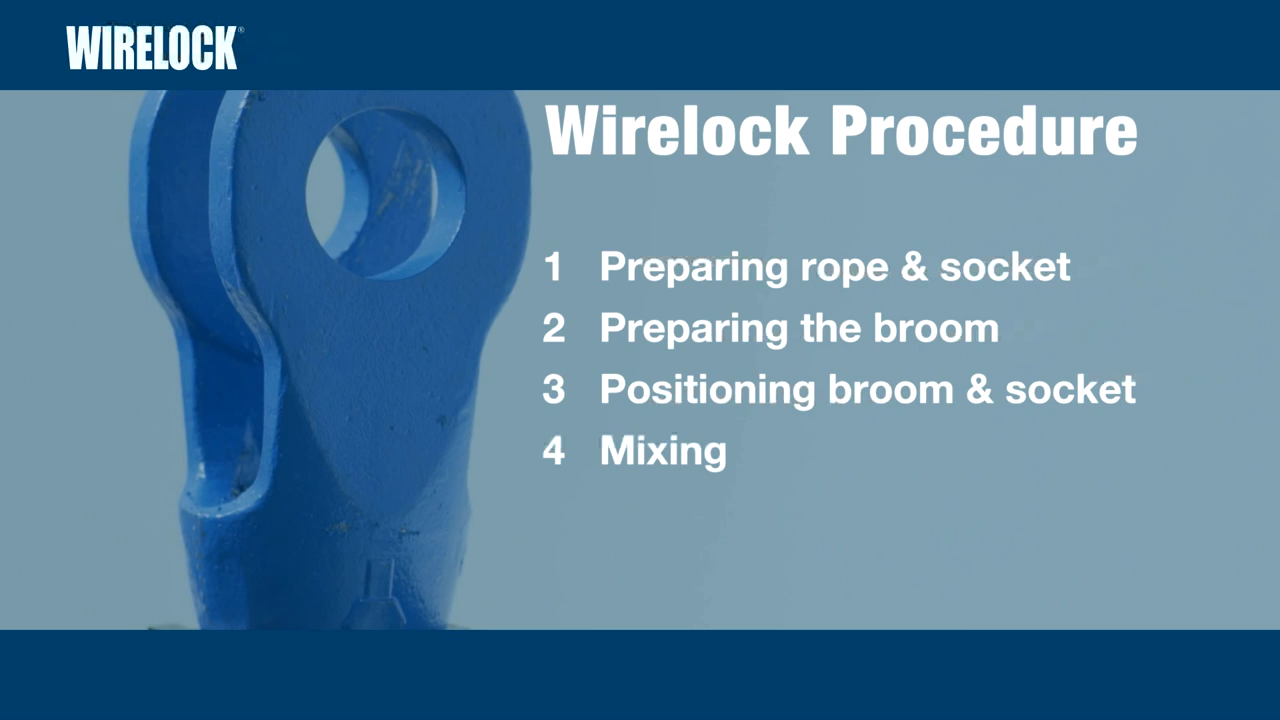 WIRELOCK®
Wirelock Procedure
1 Preparing rope & socket
2 Preparing the broom
3 Positioning broom & socket
4 Mixing